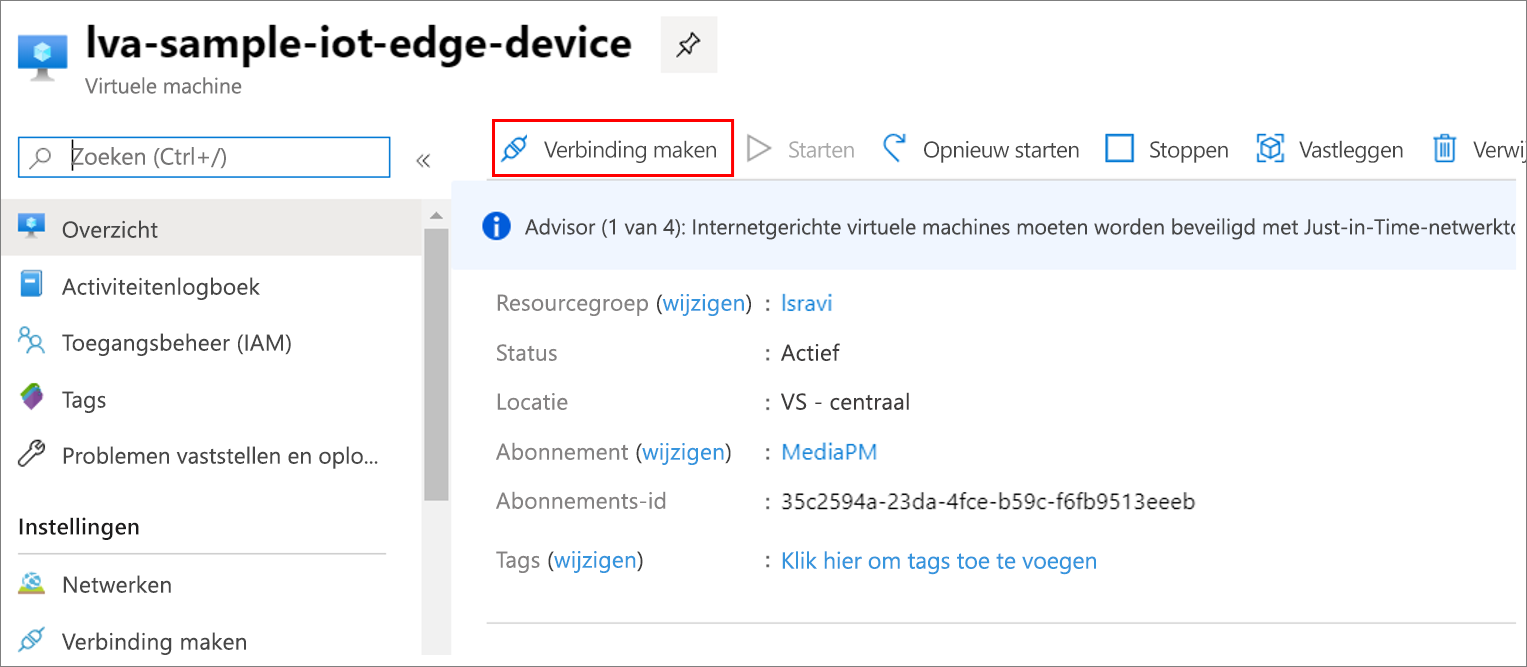 lva-sample-iot-edge-device
Virtuele machine
Zoeken (Ctrl+/)
«
Verbinding maken
Starten
Opnieuw starten
Stoppen
Vastleggen
Verwij
Advisor (1 van 4): Internetgerichte virtuele machines moeten worden beveiligd met Just-in-Time-netwerkto
Overzicht
Activiteitenlogboek
Toegangsbeheer (IAM)
Tags
Problemen vaststellen en oplo...
Instellingen
Netwerken
Verbinding maken
Resourcegroep (wijzigen) : lsravi
Status : Actief
Locatie : VS - centraal
Abonnement (wijzigen) : MediaPM
Abonnements-id : 35c2594a-23da-4fce-b59c-f6fb9513eeeb
Tags (wijzigen) : Klik hier om tags toe te voegen